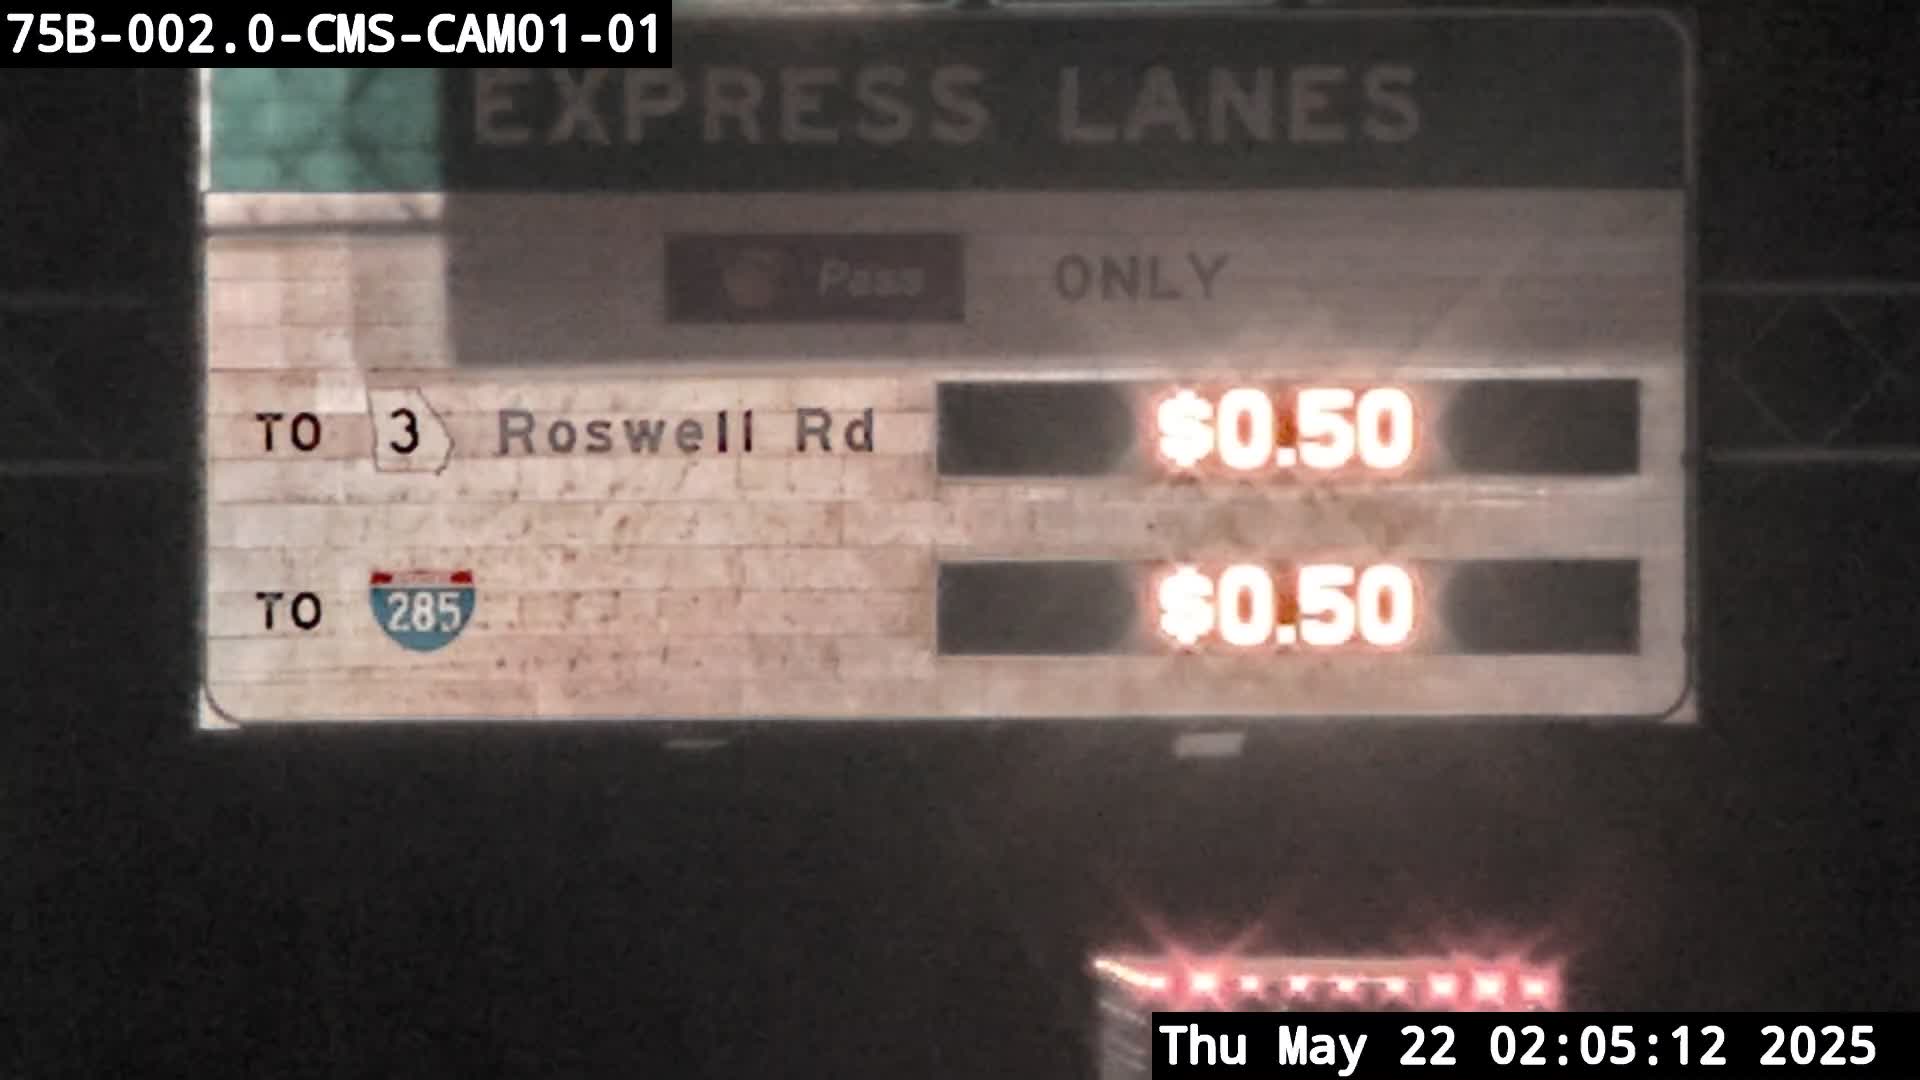 75B-002.0-CMS-CAM01-01
EXPRESS LANES
Pass ONLY
TO 3 Roswell Rd $0.50
TO 285 $0.50
Thu May 22 02:05:12 2025